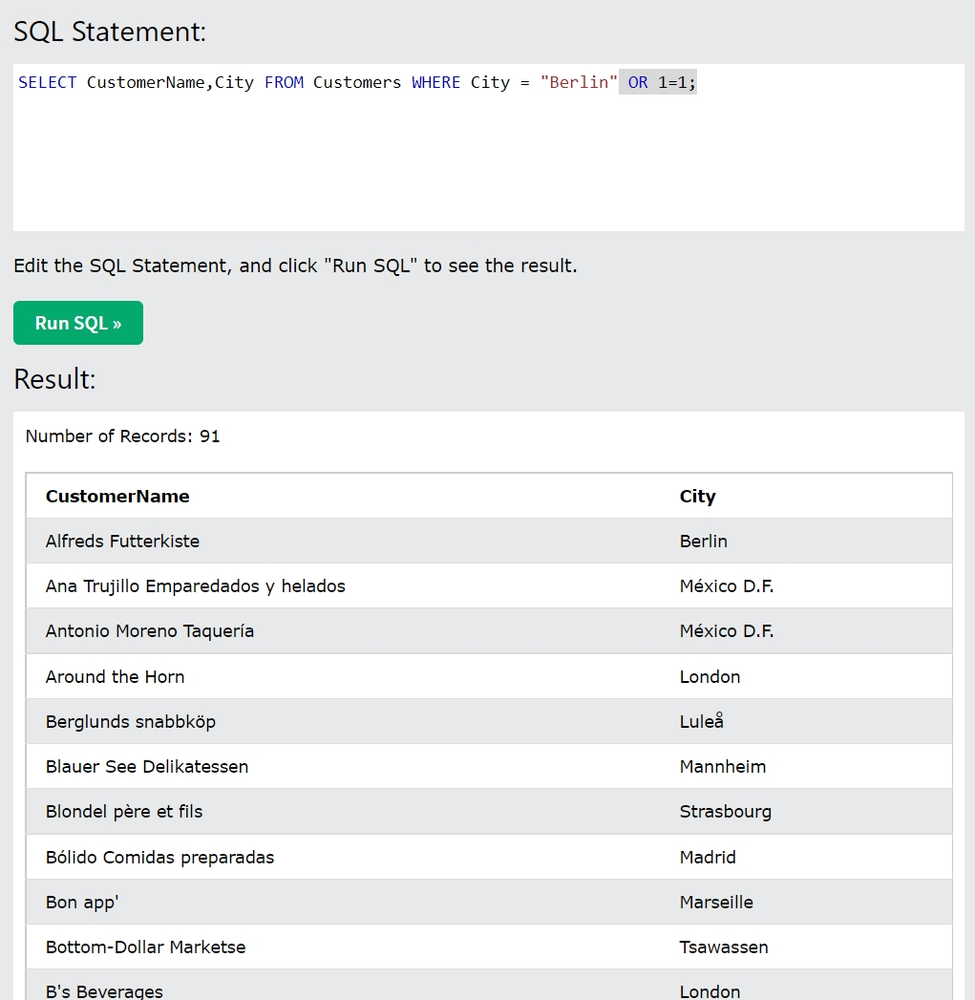 SQL Statement:
SELECT CustomerName,City FROM Customers WHERE City = "Berlin" OR 1=1;
Edit the SQL Statement, and click "Run SQL" to see the result.
Run SQL »
Result:
Number of Records: 91
CustomerName City
Alfreds Futterkiste Berlin
Ana Trujillo Emparedados y helados México D.F.
Antonio Moreno Taquería México D.F.
Around the Horn London
Berglunds snabbköp Luleå
Blauer See Delikatessen Mannheim
Blondel père et fils Strasbourg
Bólido Comidas preparadas Madrid
Bon app' Marseille
Bottom-Dollar Marketse Tsawassen
B's Beverages London